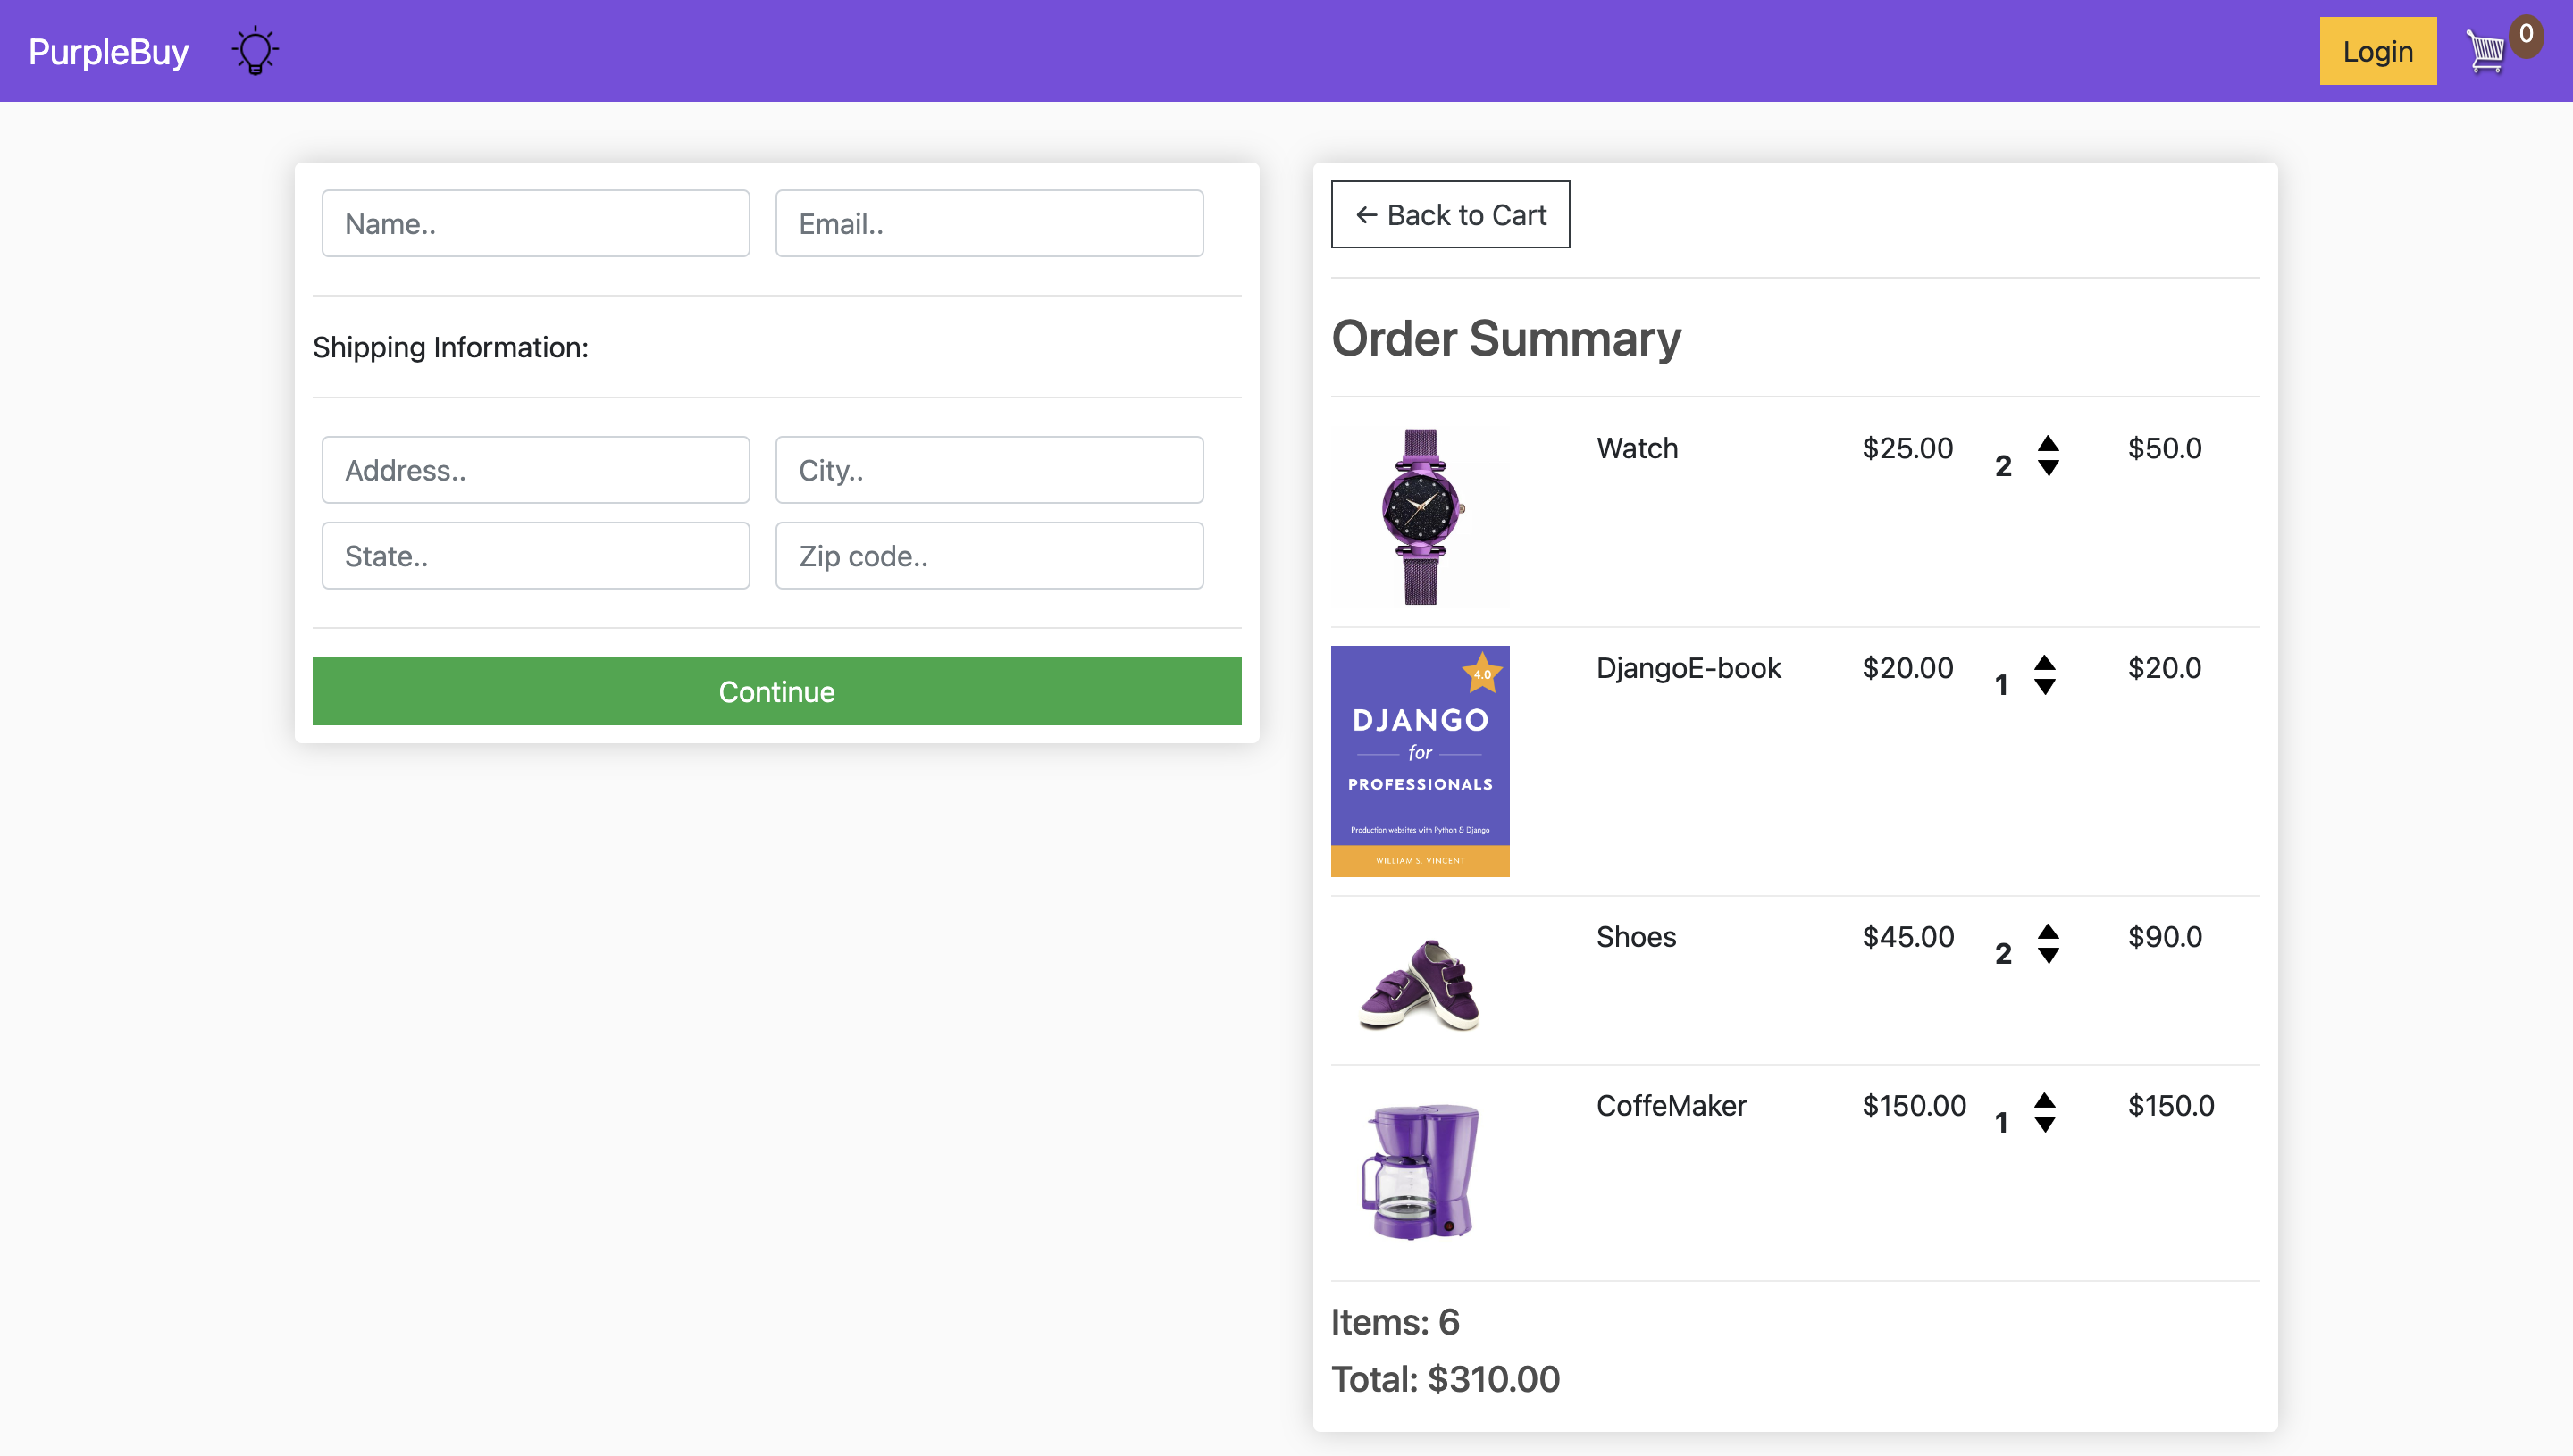 PurpleBuy
Login
0
Name..
Email..
Shipping Information:
Address..
City..
State..
Zip code..
Continue
← Back to Cart
Order Summary
Watch $25.00 2 $50.0
DjangoE-book $20.00 1 $20.0
4.0
DJANGO
for
PROFESSIONALS
Production websites with Python & Django
WILLIAM S. VINCENT
Shoes $45.00 2 $90.0
CoffeMaker $150.00 1 $150.0
Items: 6
Total: $310.00